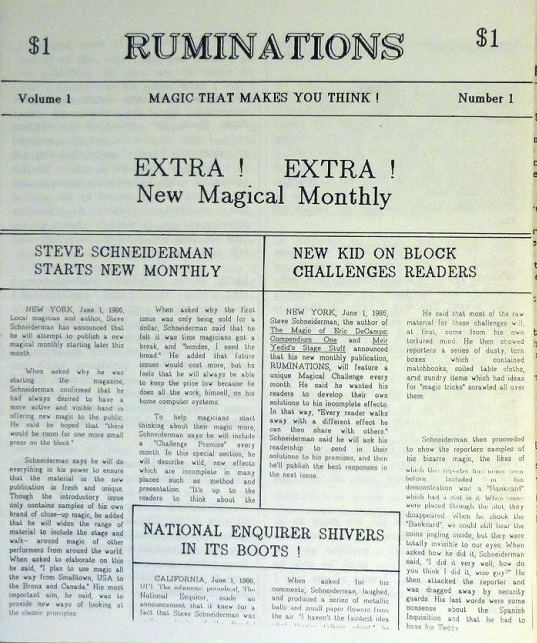 $1
RUMINATIONS
$1
Volume 1
MAGIC THAT MAKES YOU THINK !
Number 1
EXTRA ! EXTRA !
New Magical Monthly
STEVE SCHNEIDERMAN
STARTS NEW MONTHLY
NEW YORK, June 1, 1986,
Local magician and author, Steve
Schneiderman has announced that
he will attempt to publish a new
magical monthly starting later this
month.
When asked why he was
starting the magazine,
Schneiderman confirmed that he
had always desired to have a
more active and visible hand in
offering new magic to the public.
He said he hoped that "there
would be room for one more small
press on the block."
Schneiderman says he will do
everything in his power to ensure
that the material in the new
publication is fresh and unique.
Though the introductory issue
only contains samples of his own
brand of close-up magic, he added
that he will widen the range of
material to include the stage and
walk- around magic of other
performers from around the world.
When asked to elaborate on this
he said, "I plan to use magic all
the way from Smalltown, USA to
the Bronx and Canada." His most
important aim, he said, was to
provide new ways of looking at
the classic principles.
When asked why the first
issue was only being sold for a
dollar, Schneiderman said that he
felt it was time magicians got a
break, and "besides, I need the
bread." He added that future
issues would cost more, but he
feels that he will always be able
to keep the price low because he
does all the work, himself, on his
home computer systems.
To help magicians start
thinking about their magic more,
Schneiderman says he will include
a "Challenge Premise" every
month. In this special section, he
will describe wild, new effects
which are incomplete in many
places such as method and
presentation. "It's up to the
readers to think about the
NEW KID ON BLOCK
CHALLENGES READERS
NEW YORK, June 1, 1986,
Steve Schneiderman, the author of
The Magic of Eric DeCamps:
Compendium One and Meir
Yedid's Stage Stuff announced
that his new monthly publication,
RUMINATIONS, will feature a
unique Magical Challenge every
month. He said he wanted his
readers to develop their own
solutions to his incomplete effects.
In that way, "Every reader walks
away with a different effect he
can then share with others."
Schneiderman said he will ask his
readership to send in their
solutions to his premises, and then
he'll publish the best responses in
the next issue.
He said that most of the raw
material for these challenges will,
at first, come from his own
tortured mind. He then showed
reporters a series of dusty, torn
boxes which contained
matchbooks, soiled table cloths,
and sundry items which had ideas
for "magic tricks" scrawled all over
them.
Schneiderman then proceeded
to show the reporters samples of
his bizarre magic, the likes of
which the reporter has never seen
before. Included in his
demonstration was a "Bankcard"
which had a slot in it. When coins
were placed through the slot, they
disappeared. When he shook the
"Bankcard", we could still hear the
coins jingling inside, but they were
totally invisible to our eyes. When
asked how he did it, Schneiderman
said, "I did it very well, how do
you think I did it, wise guy?" He
then attacked the reporter and
was dragged away by security
guards. His last words were some
nonsense about the Spanish
Inquisition and that he had to
have his Teddy.
NATIONAL ENQUIRER SHIVERS
IN ITS BOOTS !
CALIFORNIA, June 1, 1986,
UPI. The infamous periodical, The
National Enquirer, made an
announcement that it knew for a
fact that Steve Schneiderman was
When asked for his
comments, Schneiderman, laughed,
and produced a series of metallic
balls and small paper flowers from
the air. "I haven't the faintest idea